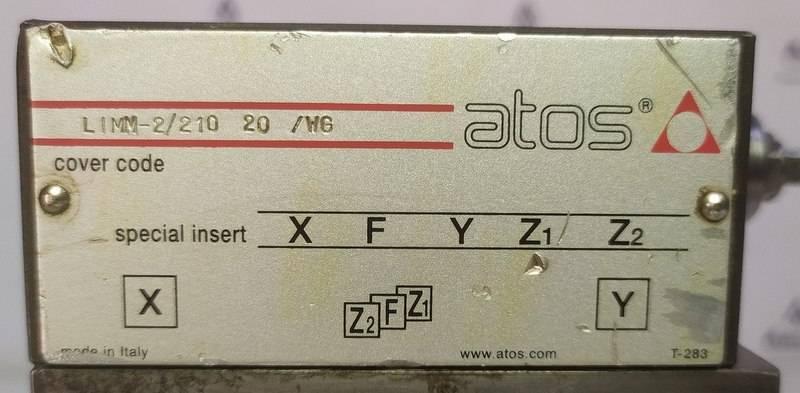 LIMM-2/210 20 /WG
atos®
cover code
special insert X F Y Z1 Z2
X
Z2 F Z1
Y
made in Italy
www.atos.com
T-283